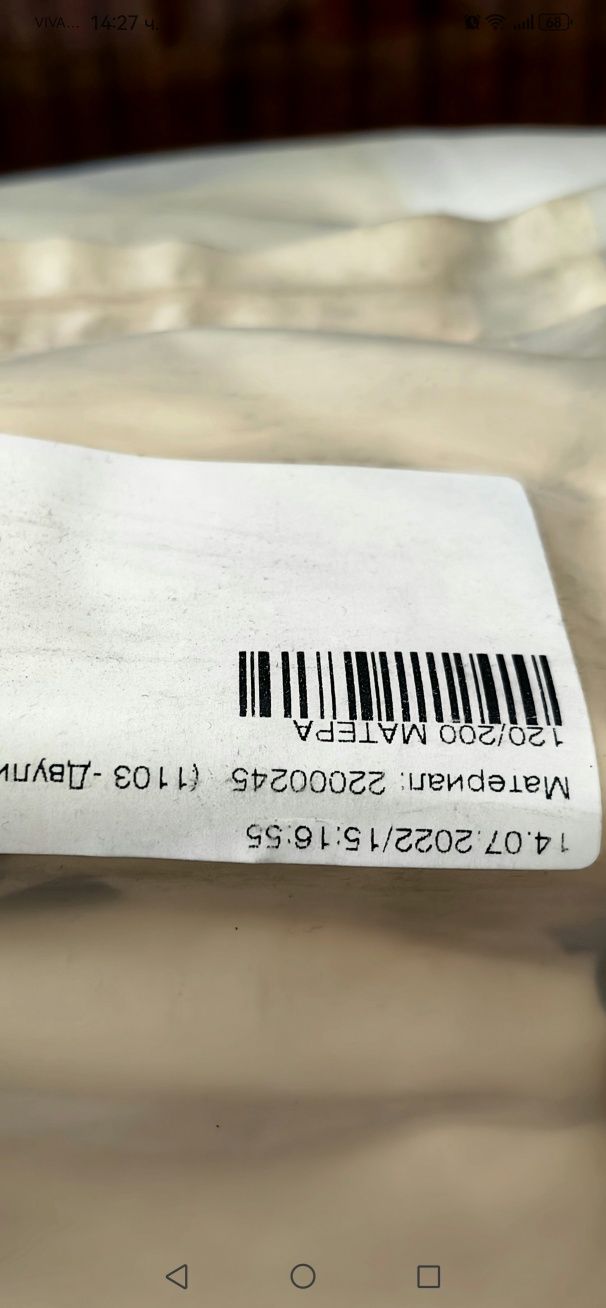 VIVA... 14:27 ч. 68
14.07.2022/15:16:55
Материал: 22000245 (1103 - Двули
120/200 МАТЕРА